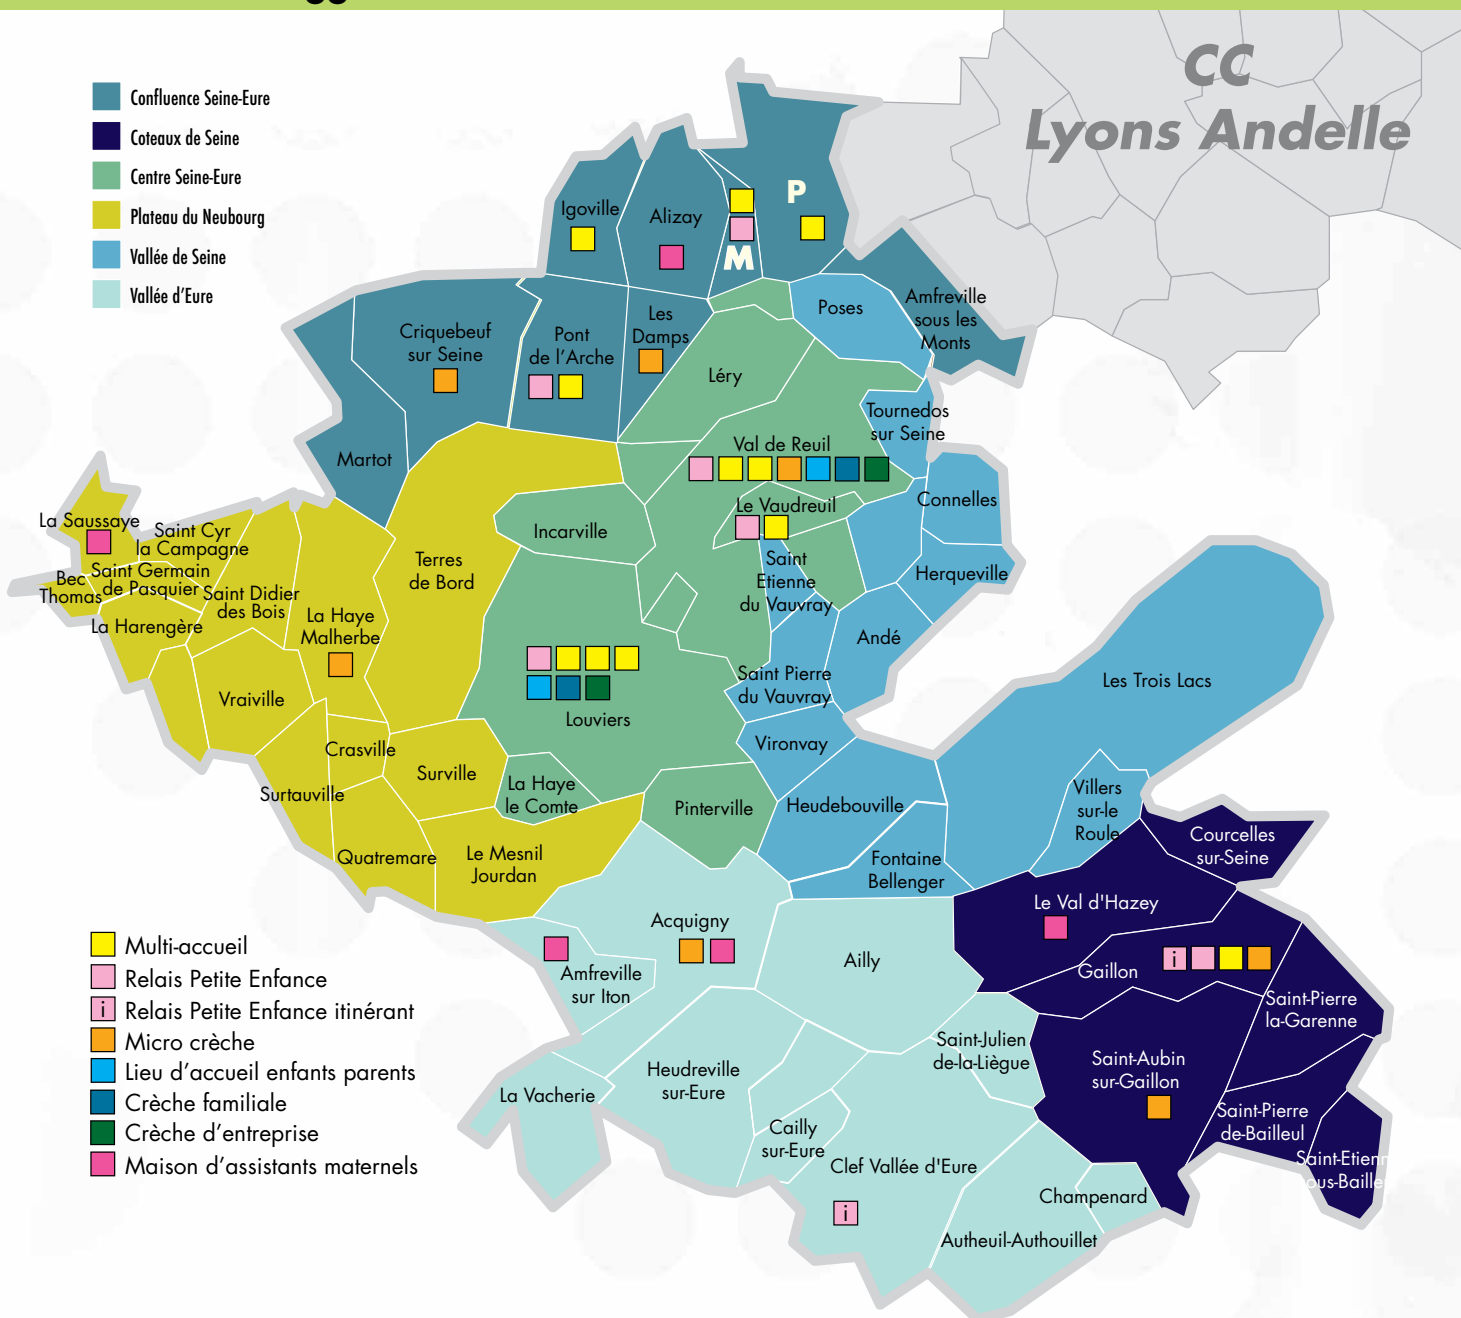 CC
Lyons Andelle
Confluence Seine-Eure
Coteaux de Seine
Centre Seine-Eure
Plateau du Neubourg
Vallée de Seine
Vallée d'Eure
P
Igoville
Alizay
M
Amfreville
sous les
Monts
Poses
Les
Damps
Criquebeuf
sur Seine
Pont
de l'Arche
Léry
Tournedos
sur Seine
Val de Reuil
Martot
Connelles
Le Vaudreuil
La Saussaye
Saint Cyr
la Campagne
Incarville
Saint Germain
de Pasquier
Bec
Thomas
Terres
de Bord
Saint
Etienne
du Vauvray
Herqueville
Saint Didier
des Bois
La Haye
Malherbe
La Harengère
Andé
Saint Pierre
du Vauvray
Les Trois Lacs
Vraiville
Louviers
Vironvay
Crasville
Surville
La Haye
le Comte
Surtauville
Pinterville
Heudebouville
Villers
sur-le
Roule
Courcelles
sur-Seine
Quatremare
Le Mesnil
Jourdan
Fontaine
Bellenger
Le Val d'Hazey
Acquigny
Ailly
Gaillon
i
Amfreville
sur Iton
Saint-Pierre
la-Garenne
Multi-accueil
Relais Petite Enfance
i Relais Petite Enfance itinérant
Micro crèche
Lieu d'accueil enfants parents
Crèche familiale
Crèche d'entreprise
Maison d'assistants maternels
Saint-Julien
de-la-Liègue
Saint-Aubin
sur-Gaillon
Heudreville
sur-Eure
La Vacherie
Saint-Pierre
de-Bailleul
Cailly
sur-Eure
Saint-Etienn
ous-Baille
Clef Vallée d'Eure
i
Champenard
Autheuil-Authouillet